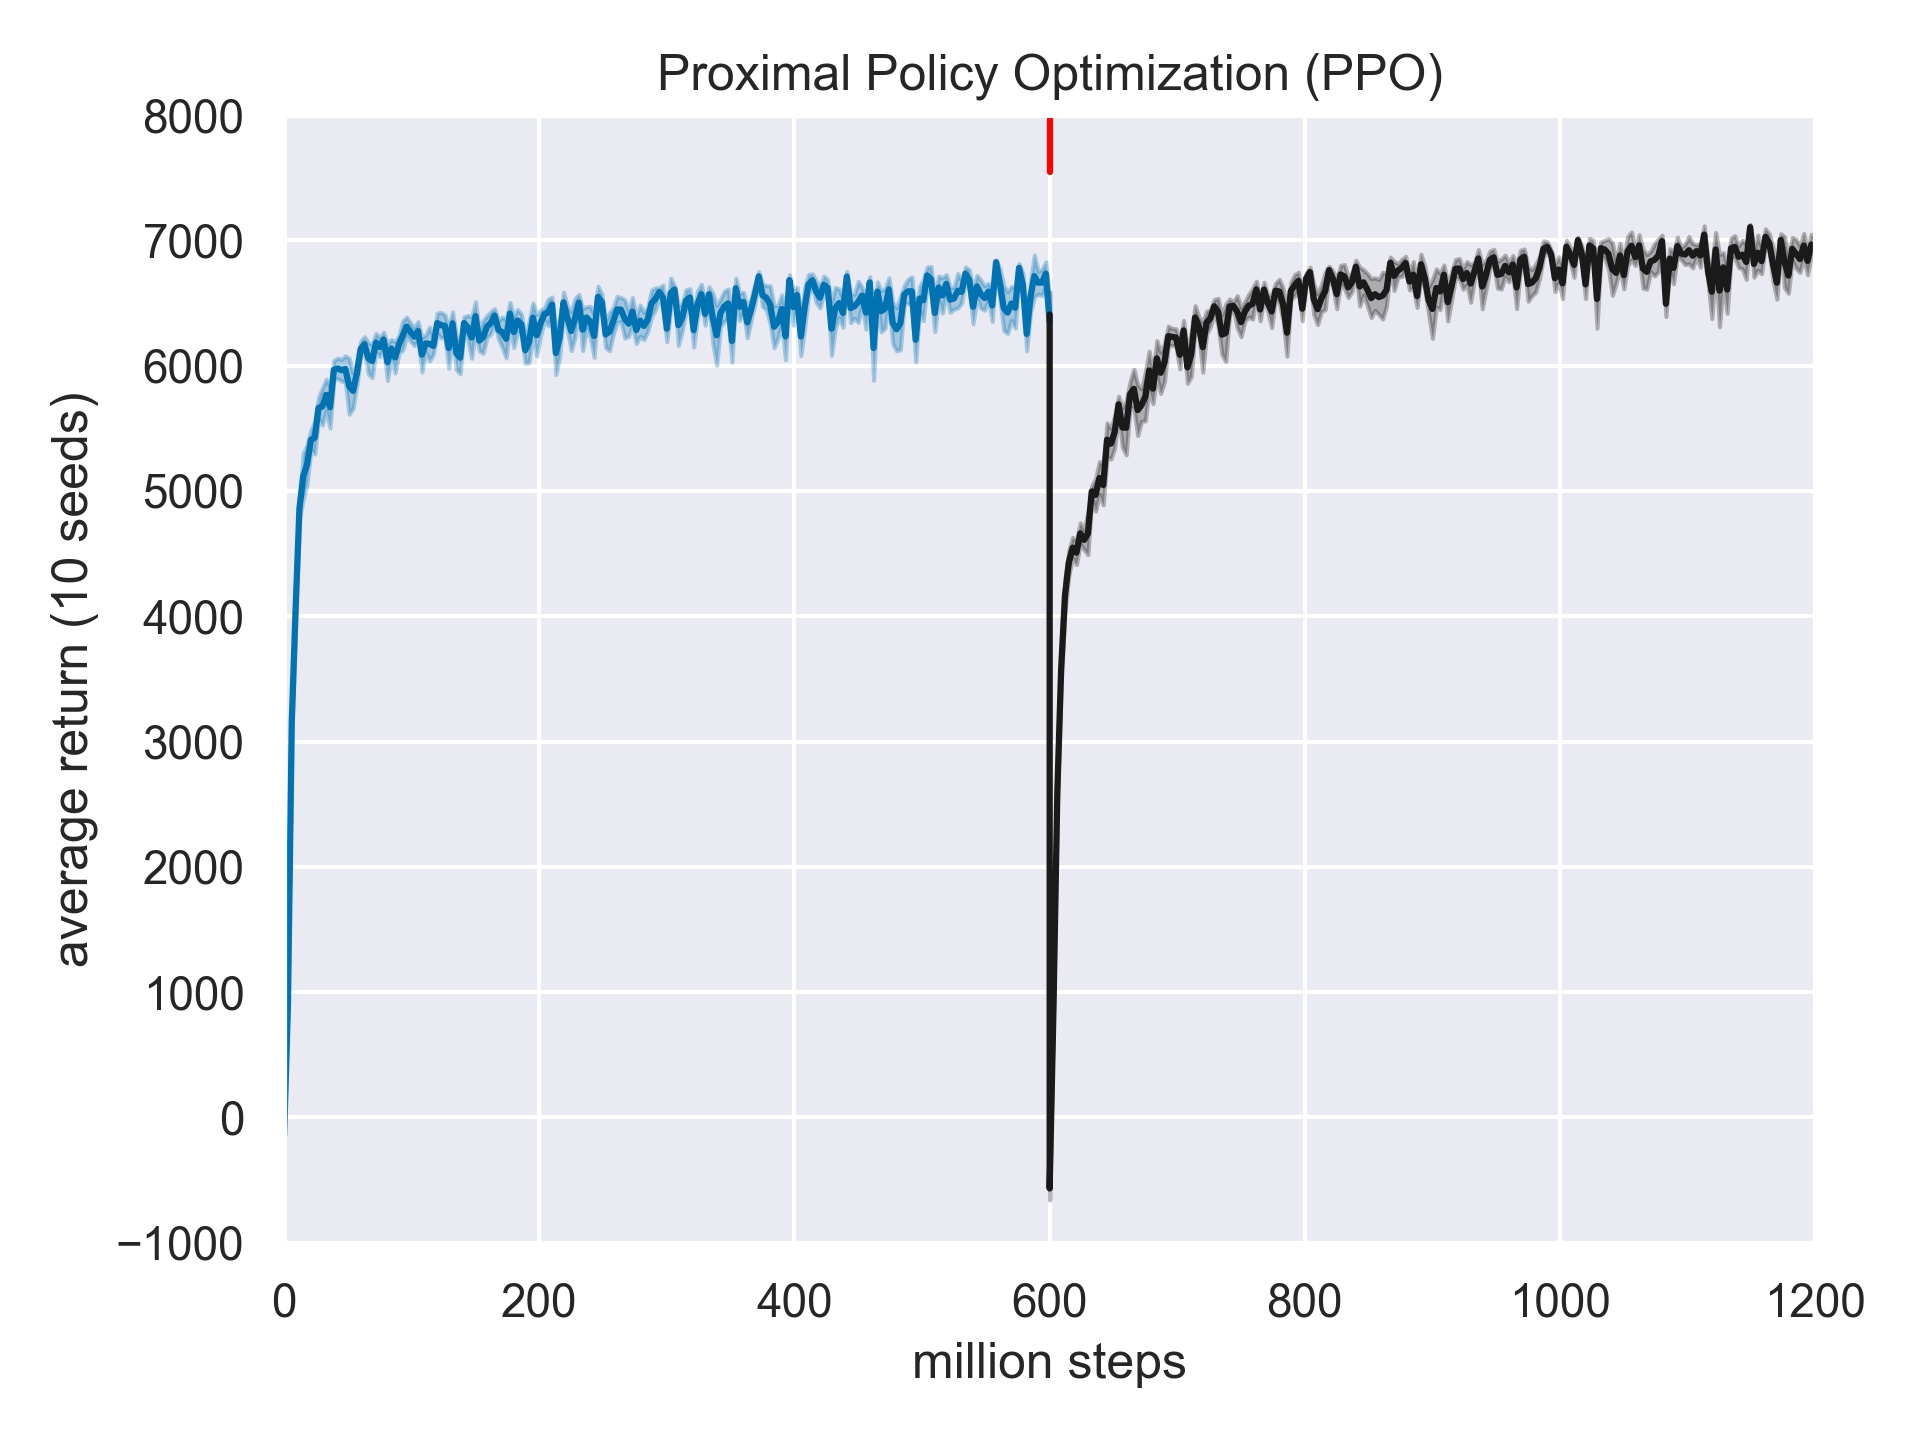 Proximal Policy Optimization (PPO)
8000
7000
6000
5000
4000
3000
2000
1000
0
−1000
average return (10 seeds)
0 200 400 600 800 1000 1200
million steps